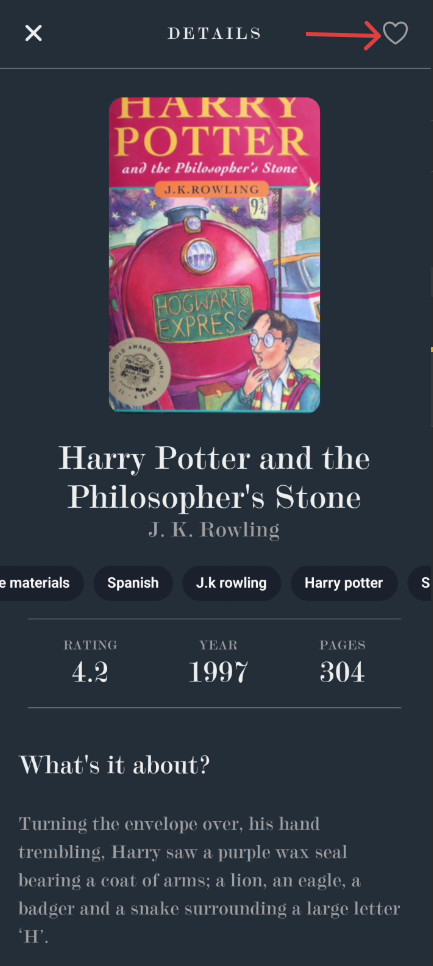 DETAILS
HARRY
POTTER
and the Philosopher's Stone
J.K.ROWLING
9¾
HOGWARTS
EXPRESS
Harry Potter and the
Philosopher's Stone
J. K. Rowling
e materials Spanish J.k rowling Harry potter S
RATING YEAR PAGES
4.2 1997 304
What's it about?
Turning the envelope over, his hand
trembling, Harry saw a purple wax seal
bearing a coat of arms; a lion, an eagle, a
badger and a snake surrounding a large letter
‘H’.